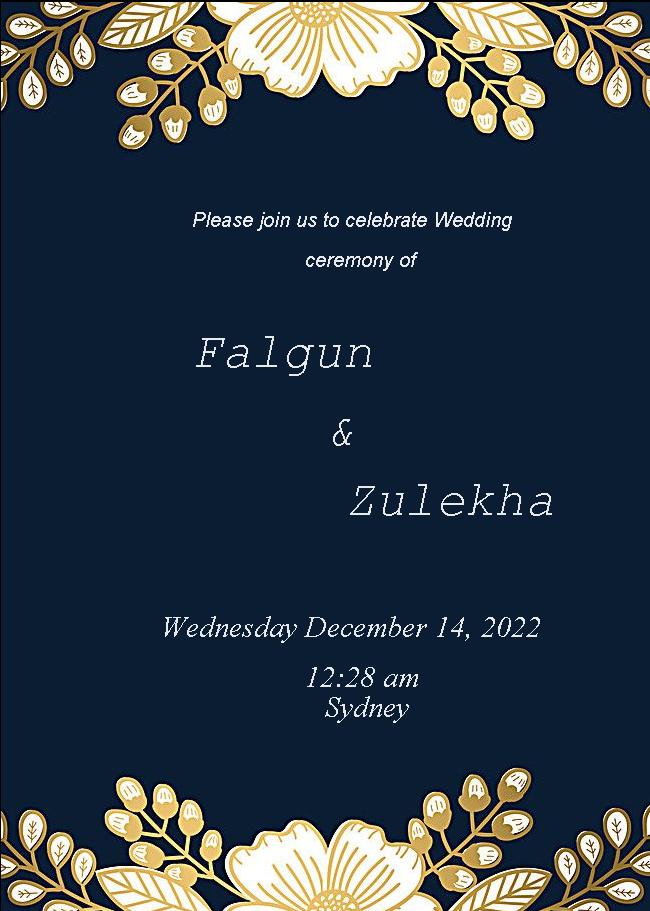 Please join us to celebrate Wedding
ceremony of
Falgun
&
Zulekha
Wednesday December 14, 2022
12:28 am
Sydney